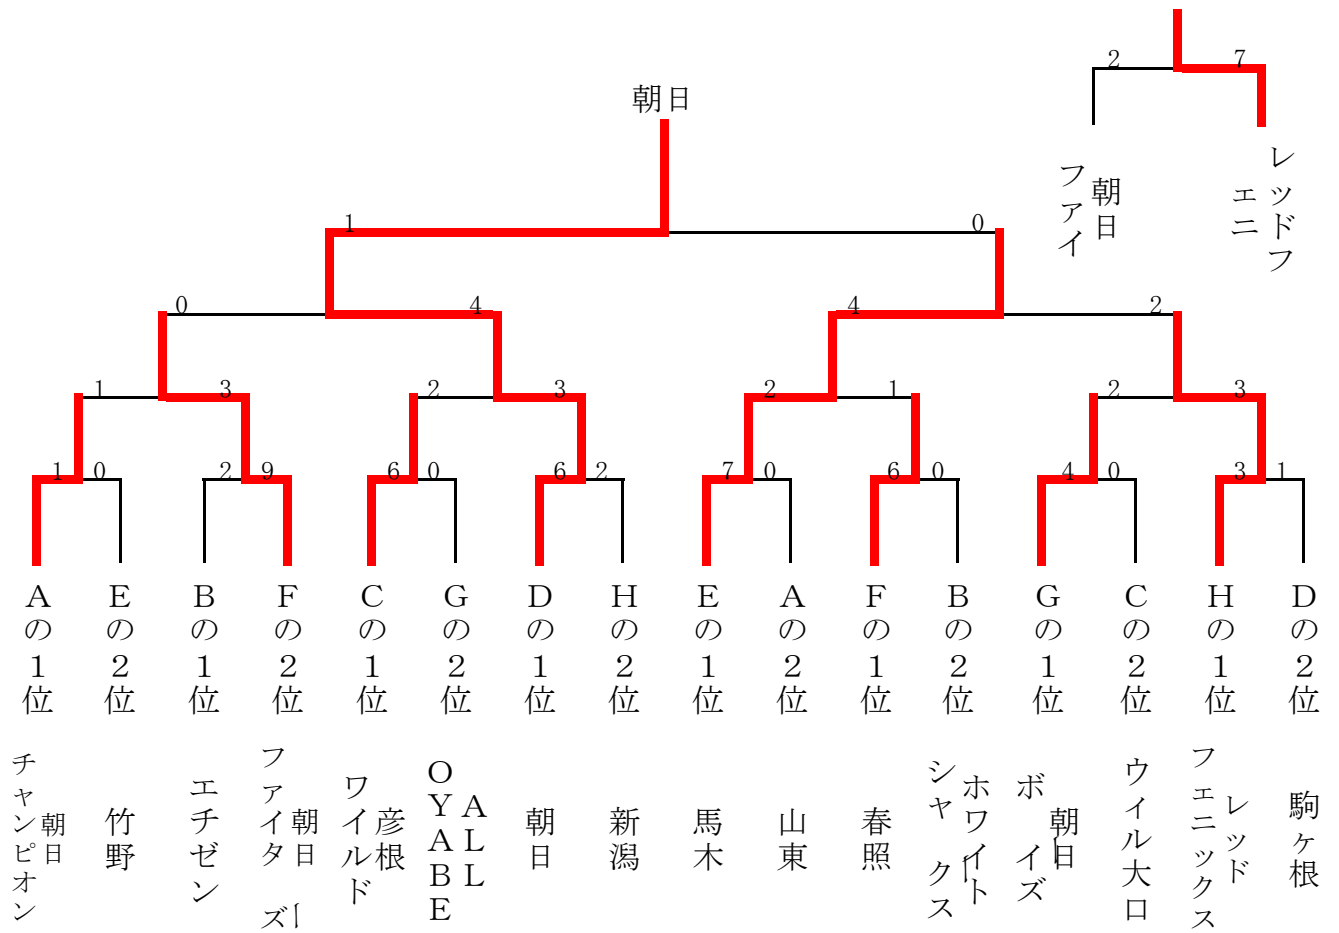 2 7
朝日
朝日
ファイ
レッドフ
ェニ
1 0
0 4 4 2
1 3 2 3 2 1 2 3
1 0 2 9 6 0 6 2 7 0 6 0 4 0 3 1
Aの1位
Eの2位
Bの1位
Fの2位
Cの1位
Gの2位
Dの1位
Hの2位
Eの1位
Aの2位
Fの1位
Bの2位
Gの1位
Cの2位
Hの1位
Dの2位
朝日
チャンピオン
竹野
エチゼン
朝日
ファイターズ
彦根
ワイルド
ALL
OYABE
朝日
新潟
馬木
山東
春照
ホワイト
シャークス
朝日
ボーイズ
ウイル大口
レッド
フェニックス
駒ヶ根